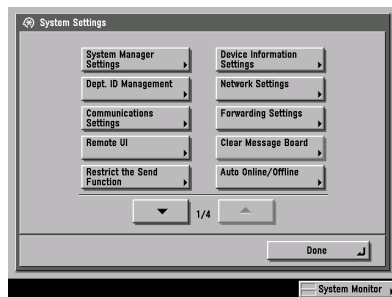 System Settings
System Manager
Settings
Device Information
Settings
Dept. ID Management
Network Settings
Communications
Settings
Forwarding Settings
Remote UI
Clear Message Board
Restrict the Send
Function
Auto Online/Offline
1/4
Done
System Monitor